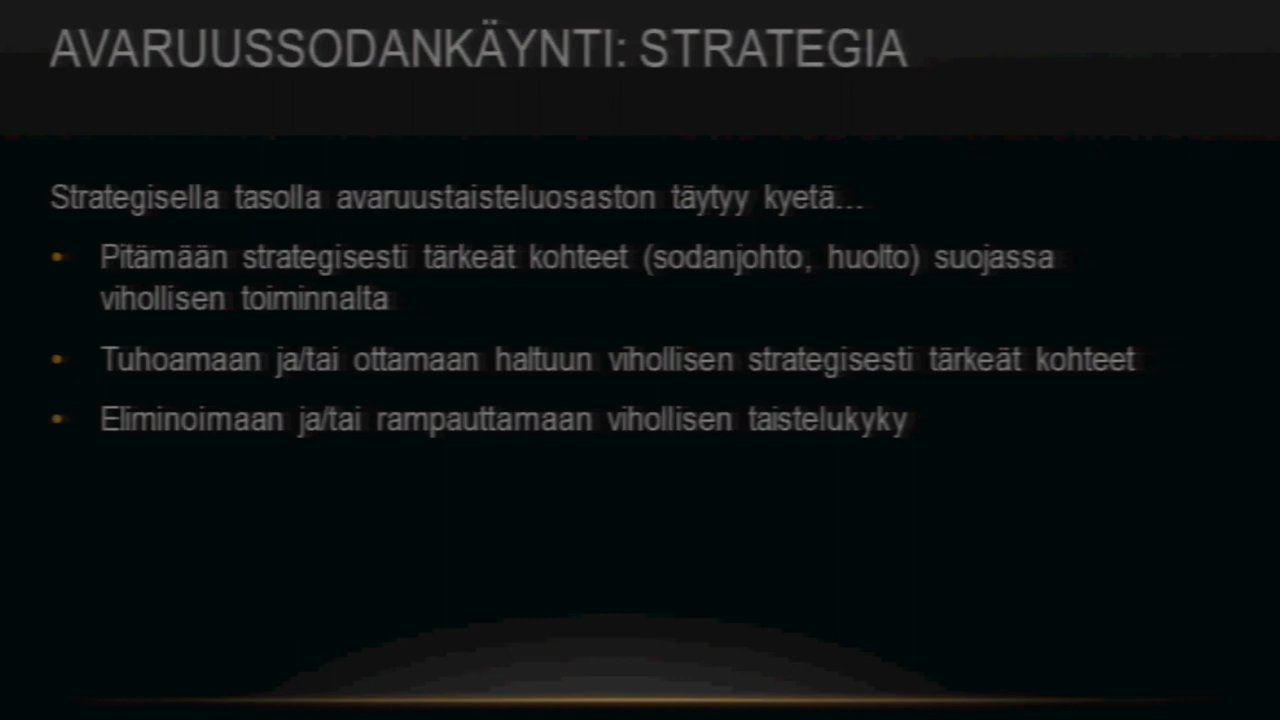 AVARUUSSODANKÄYNTI: STRATEGIA
Strategisella tasolla avaruustaisteluosaston täytyy kyetä...
• Pitämään strategisesti tärkeät kohteet (sodanjohto, huolto) suojassa
vihollisen toiminnalta
• Tuhoamaan ja/tai ottamaan haltuun vihollisen strategisesti tärkeät kohteet
• Eliminoimaan ja/tai rampauttamaan vihollisen taistelukyky